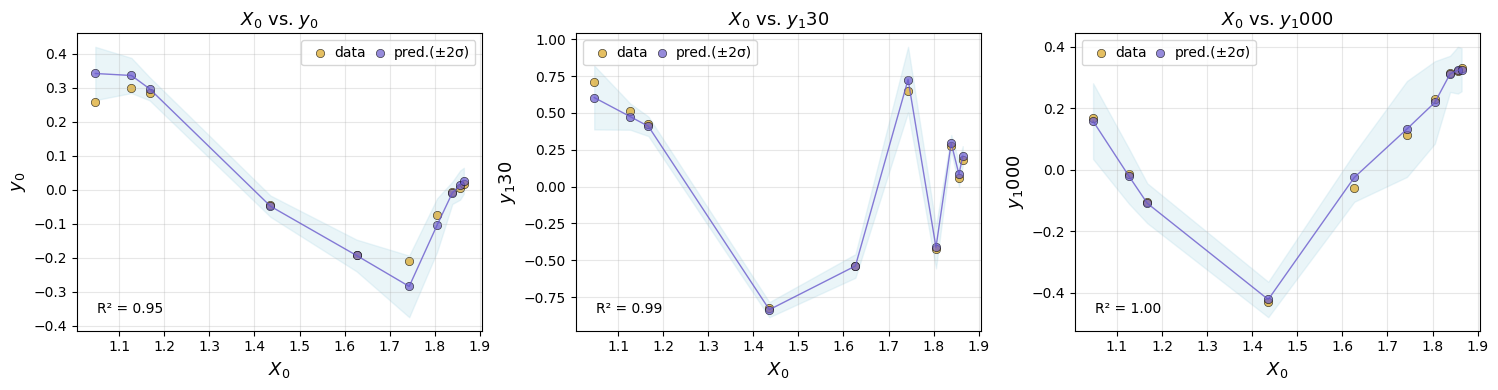 X₀ vs. y₀
data pred.(±2σ)
0.4
0.3
0.2
0.1
0.0
−0.1
−0.2
−0.3
−0.4
y₀
R² = 0.95
1.1 1.2 1.3 1.4 1.5 1.6 1.7 1.8 1.9
X₀
X₀ vs. y₁30
data pred.(±2σ)
1.00
0.75
0.50
0.25
0.00
−0.25
−0.50
−0.75
y₁30
R² = 0.99
1.1 1.2 1.3 1.4 1.5 1.6 1.7 1.8 1.9
X₀
X₀ vs. y₁000
data pred.(±2σ)
0.4
0.2
0.0
−0.2
−0.4
y₁000
R² = 1.00
1.1 1.2 1.3 1.4 1.5 1.6 1.7 1.8 1.9
X₀